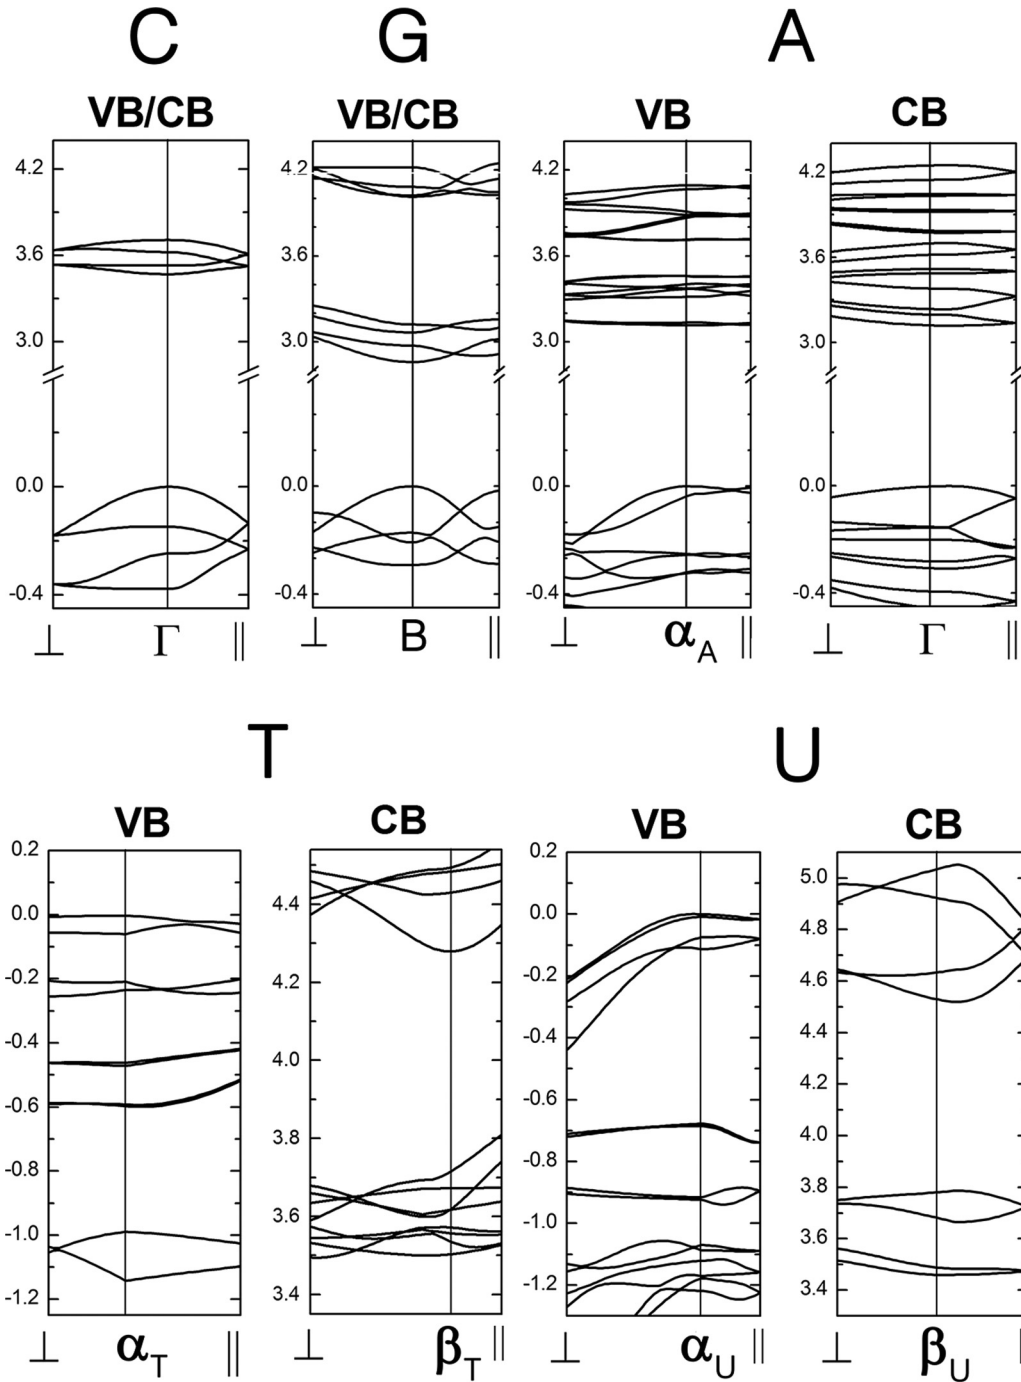 C G A
VB/CB VB/CB VB CB
4.2 4.2 4.2 4.2
3.6 3.6 3.6 3.6
3.0 3.0 3.0 3.0
0.0 0.0 0.0 0.0
-0.4 -0.4 -0.4 -0.4
⊥ Γ || ⊥ B || ⊥ α_A || ⊥ Γ ||
T U
VB CB VB CB
0.2 4.4 0.2 5.0
0.0 4.2 0.0 4.8
-0.2 4.0 -0.2 4.6
-0.4 3.8 -0.4 4.4
-0.6 3.6 -0.6 4.2
-0.8 3.4 -0.8 4.0
-1.0 -1.0 3.8
-1.2 -1.2 3.6
3.4
⊥ α_T || ⊥ β_T || ⊥ α_U || ⊥ β_U